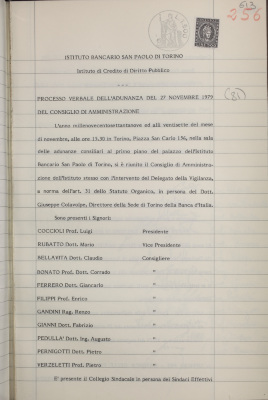 513
256
(81)
ISTITUTO BANCARIO SAN PAOLO DI TORINO
Istituto di Credito di Diritto Pubblico
PROCESSO VERBALE DELL'ADUNANZA DEL 27 NOVEMBRE 1979
DEL CONSIGLIO DI AMMINISTRAZIONE
L'anno millenovecentosettantanove ed alli ventisette del mese
di novembre, alle ore 13,30 in Torino, Piazza San Carlo 156, nella sala
delle adunanze consiliari al primo piano del palazzo dell'Istituto
Bancario San Paolo di Torino, si è riunito il Consiglio di Amministra-
zione dell'Istituto stesso con l'intervento del Delegato della Vigilanza,
a norma dell'art. 31 dello Statuto Organico, in persona del Dott.
Giuseppe Colavolpe, Direttore della Sede di Torino della Banca d'Italia.
Sono presenti i Signori:
COCCIOLI Prof. Luigi Presidente
RUBATTO Dott. Mario Vice Presidente
BELLAVITA Dott. Claudio Consigliere
BONATO Prof. Dott. Corrado "
FERRERO Dott. Giancarlo "
FILIPPI Prof. Enrico "
GANDINI Rag. Renzo "
GIANNI Dott. Fabrizio "
PEDULLA' Dott. Ing. Augusto "
PERNIGOTTI Dott. Pietro "
VERZELETTI Prof. Pietro "
E' presente il Collegio Sindacale in persona dei Sindaci Effettivi